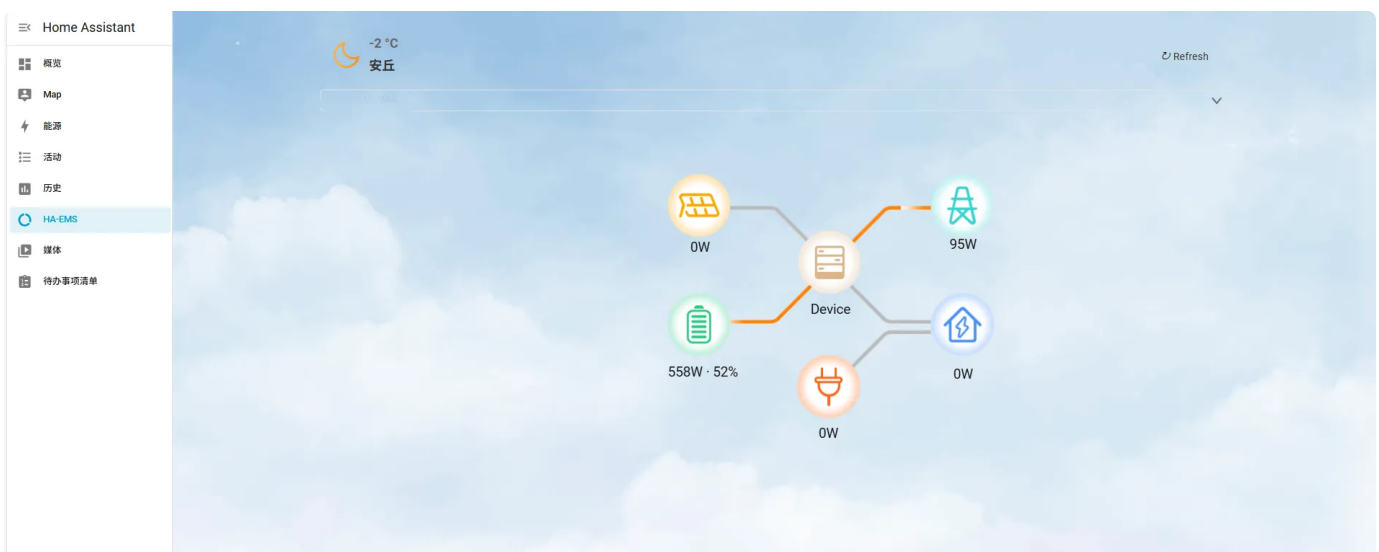 Home Assistant
概览
Map
能源
活动
历史
HA-EMS
媒体
待办事项清单
-2 °C
安丘
Refresh
0W
95W
Device
558W · 52%
0W
0W